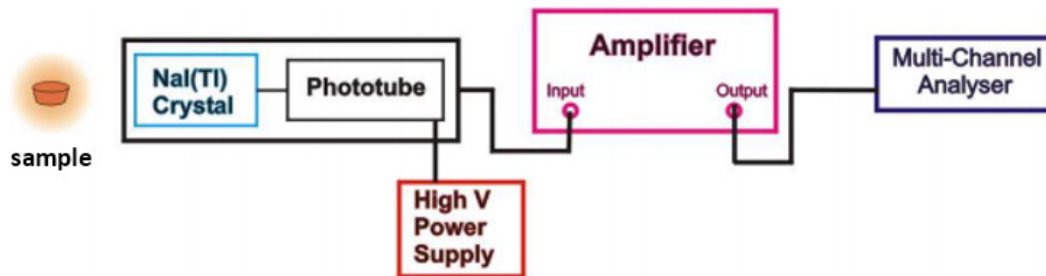 sample
NaI(Tl)
Crystal
Phototube
High V
Power
Supply
Amplifier
Input
Output
Multi-Channel
Analyser